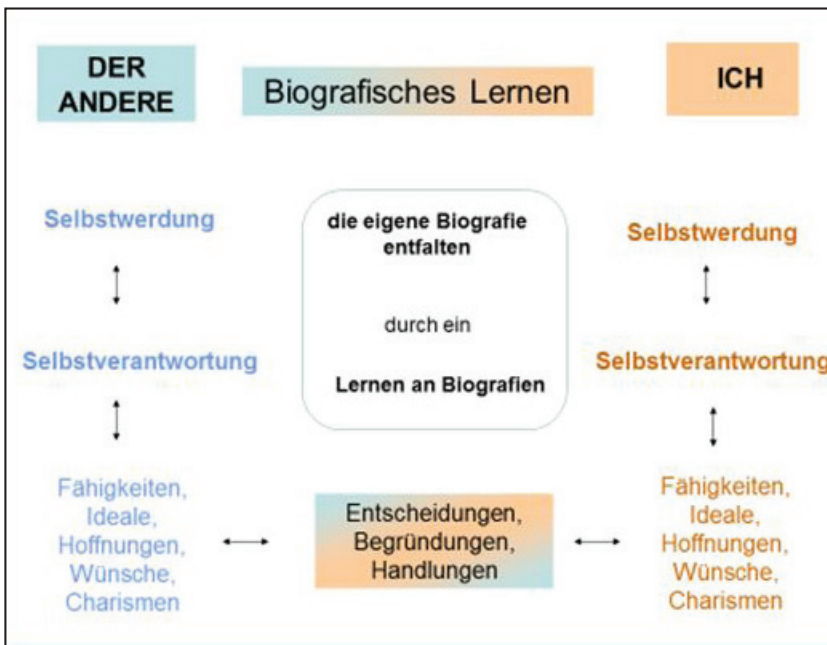 DER
ANDERE
Biografisches Lernen
ICH
Selbstwerdung
die eigene Biografie
entfalten
Selbstwerdung
durch ein
Selbstverantwortung
Lernen an Biografien
Selbstverantwortung
Fähigkeiten,
Ideale,
Hoffnungen,
Wünsche,
Charismen
Entscheidungen,
Begründungen,
Handlungen
Fähigkeiten,
Ideale,
Hoffnungen,
Wünsche,
Charismen